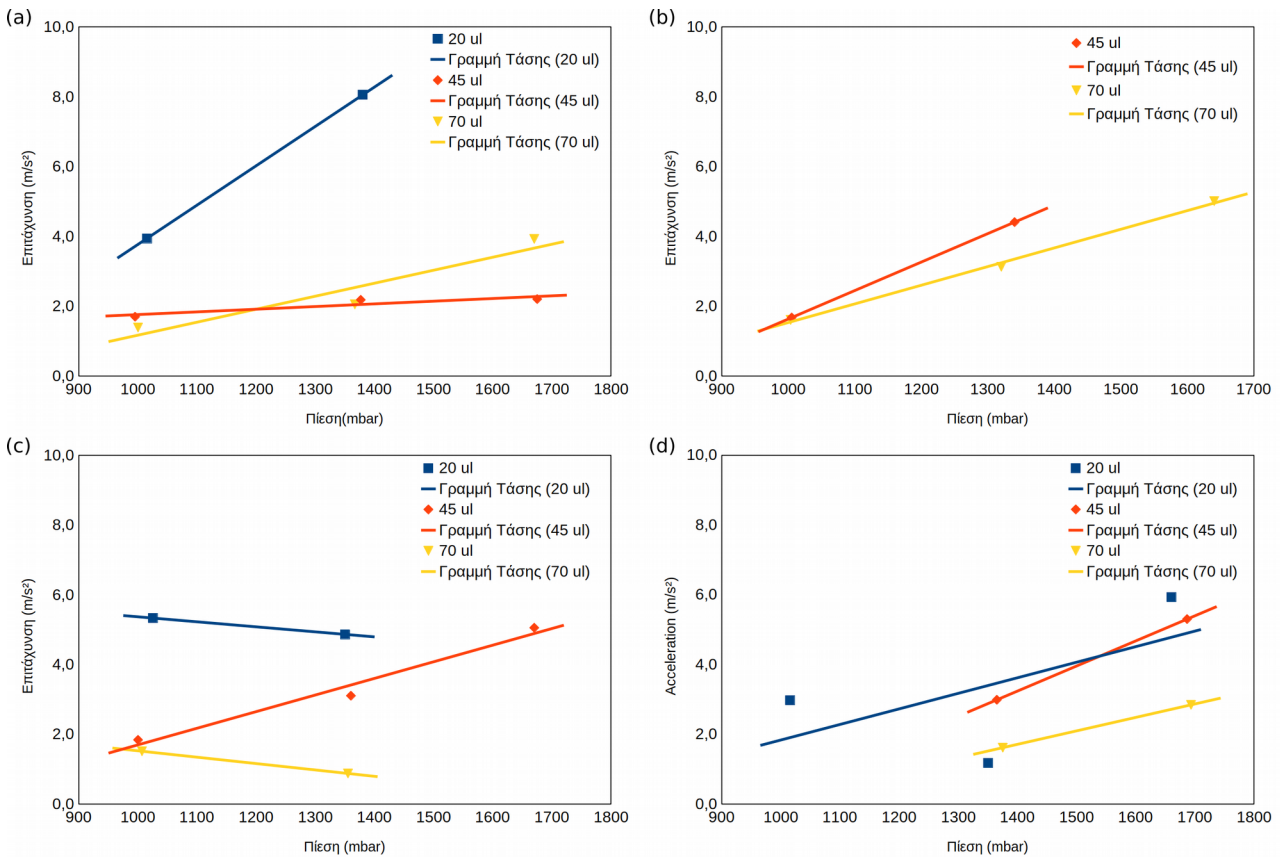 (a)
10,0
8,0
6,0
4,0
2,0
0,0
Επιτάχυνση (m/s²)
20 ul
Γραμμή Τάσης (20 ul)
45 ul
Γραμμή Τάσης (45 ul)
70 ul
Γραμμή Τάσης (70 ul)
900 1000 1100 1200 1300 1400 1500 1600 1700 1800
Πίεση(mbar)
(b)
10,0
8,0
6,0
4,0
2,0
0,0
Επιτάχυνση (m/s²)
45 ul
Γραμμή Τάσης (45 ul)
70 ul
Γραμμή Τάσης (70 ul)
900 1000 1100 1200 1300 1400 1500 1600 1700
Πίεση (mbar)
(c)
10,0
8,0
6,0
4,0
2,0
0,0
Επιτάχυνση (m/s²)
20 ul
Γραμμή Τάσης (20 ul)
45 ul
Γραμμή Τάσης (45 ul)
70 ul
Γραμμή Τάσης (70 ul)
900 1000 1100 1200 1300 1400 1500 1600 1700 1800
Πίεση (mbar)
(d)
10,0
8,0
6,0
4,0
2,0
0,0
Acceleration (m/s²)
20 ul
Γραμμή Τάσης (20 ul)
45 ul
Γραμμή Τάσης (45 ul)
70 ul
Γραμμή Τάσης (70 ul)
900 1000 1100 1200 1300 1400 1500 1600 1700 1800
Πίεση (mbar)